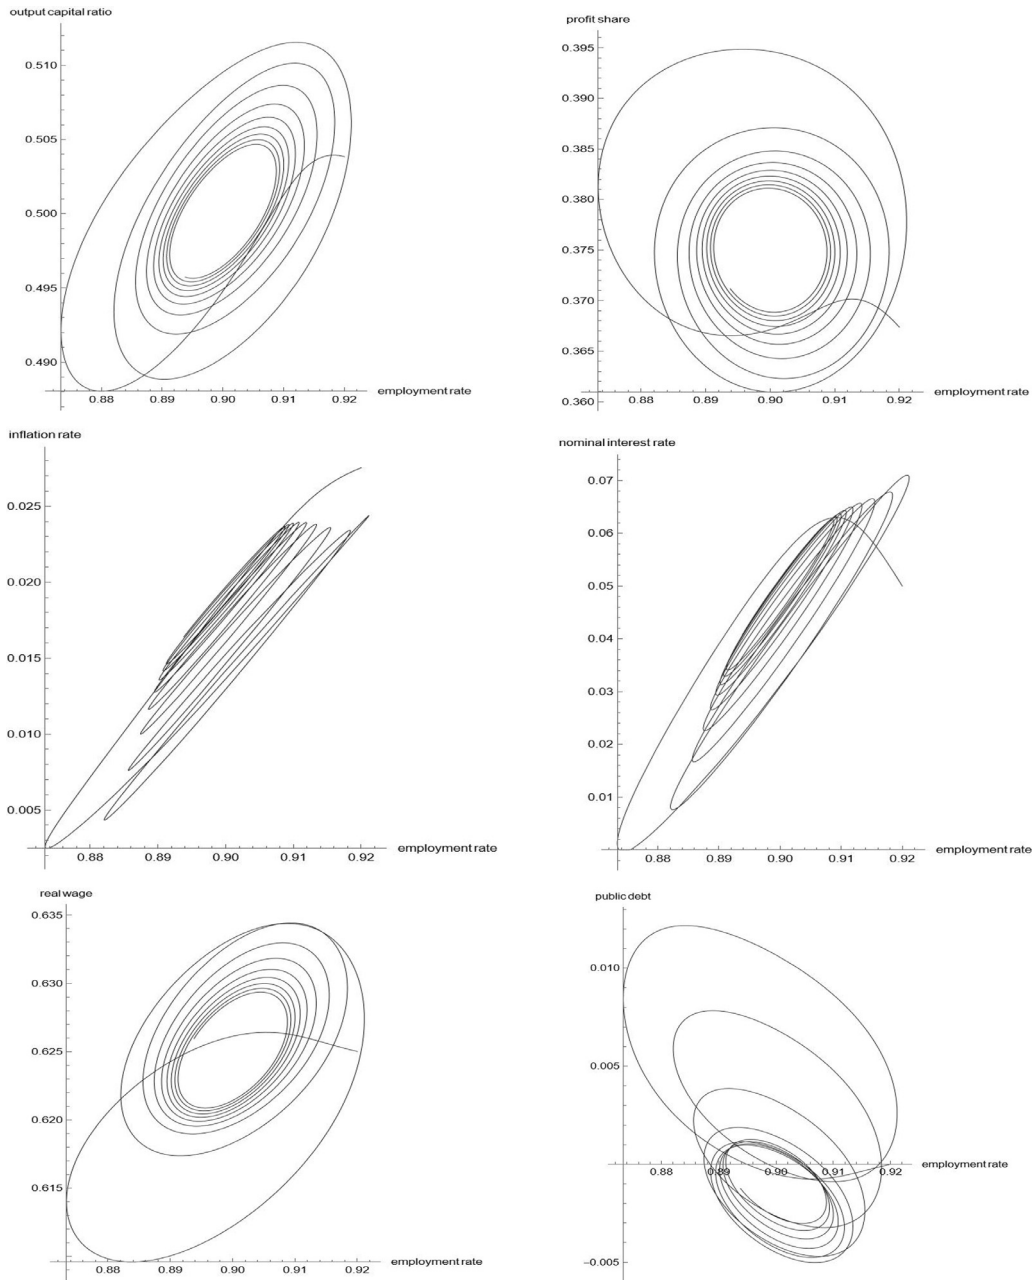 output capital ratio
0.510
0.505
0.500
0.495
0.490
0.88 0.89 0.90 0.91 0.92
employment rate
profit share
0.395
0.390
0.385
0.380
0.375
0.370
0.365
0.360
0.88 0.89 0.90 0.91 0.92
employment rate
inflation rate
0.025
0.020
0.015
0.010
0.005
0.88 0.89 0.90 0.91 0.92
employment rate
nominal interest rate
0.07
0.06
0.05
0.04
0.03
0.02
0.01
0.88 0.89 0.90 0.91 0.92
employment rate
real wage
0.635
0.630
0.625
0.620
0.615
0.88 0.89 0.90 0.91 0.92
employment rate
public debt
0.010
0.005
0.88 0.89 0.90 0.91 0.92
employment rate
-0.005